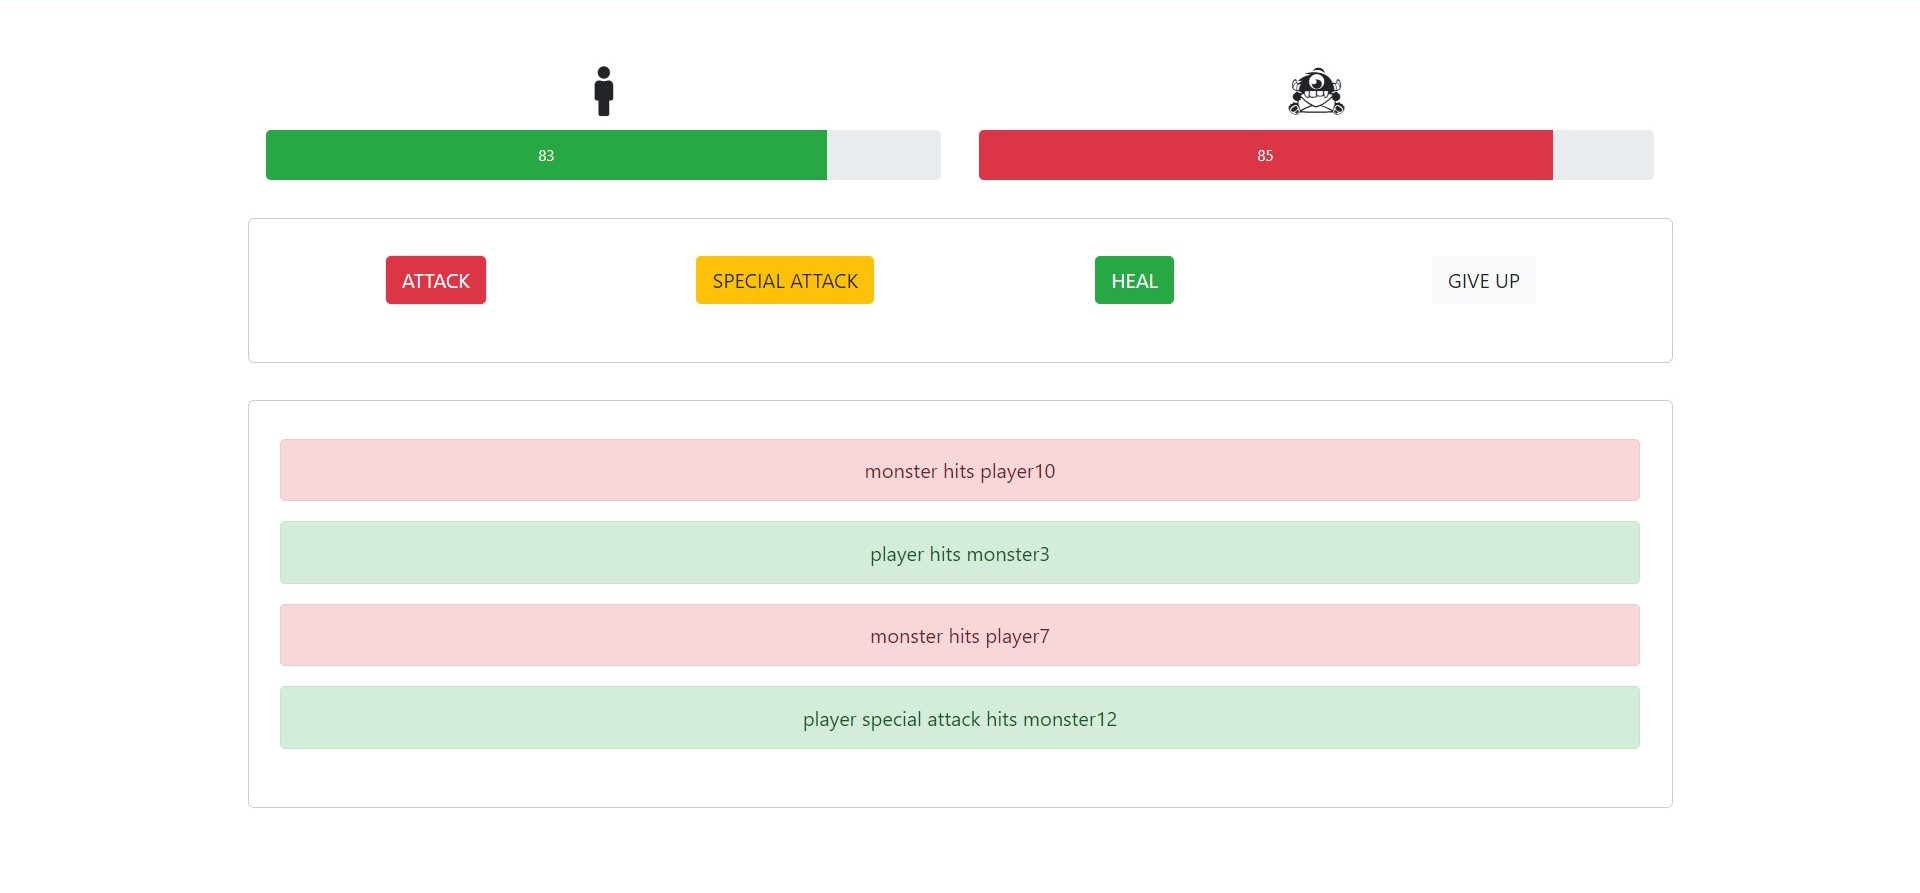 83
85
ATTACK
SPECIAL ATTACK
HEAL
GIVE UP
monster hits player10
player hits monster3
monster hits player7
player special attack hits monster12